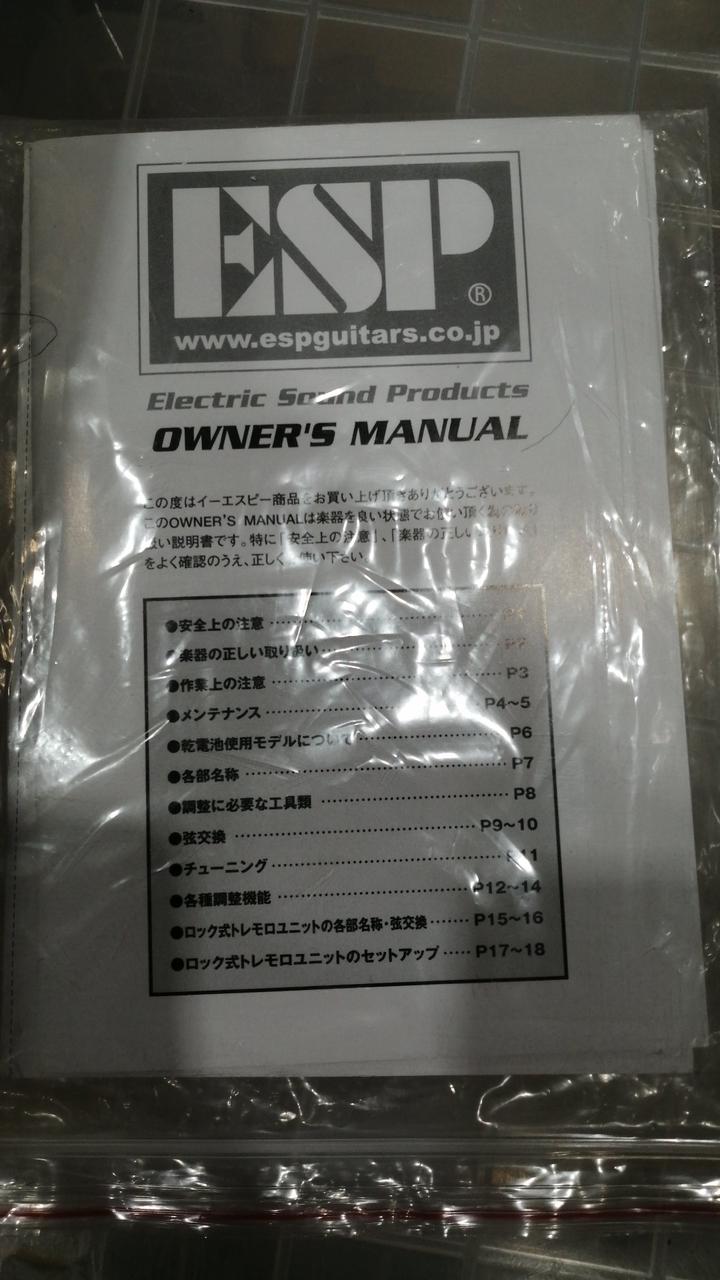 ESP®
www.espguitars.co.jp
Electric Sound Products
OWNER'S MANUAL
この度はイーエスピー商品をお買い上げ頂きありがとうございます。
このOWNER'S MANUALは楽器を良い状態でお使い頂く為の
扱い説明書です。特に「安全上の注意」、「楽器の正しい
をよく確認のうえ、正しく 使い下さい。
●安全上の注意
●楽器の正しい取り扱い P2
●作業上の注意 P3
●メンテナンス P4～5
●乾電池使用モデルについて P6
●各部名称 P7
●調整に必要な工具類 P8
●弦交換 P9～10
●チューニング P11
●各種調整機能 P12～14
●ロック式トレモロユニットの各部名称・弦交換 P15～16
●ロック式トレモロユニットのセットアップ P17～18